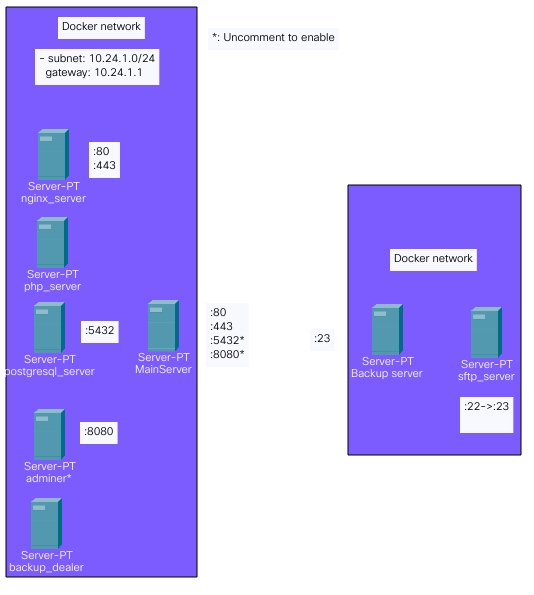 Docker network
- subnet: 10.24.1.0/24
gateway: 10.24.1.1
*: Uncomment to enable
:80
:443
Server-PT
nginx_server
Server-PT
php_server
:5432
Server-PT
postgresql_server
Server-PT
MainServer
:80
:443
:5432*
:8080*
:8080
Server-PT
adminer*
Server-PT
backup_dealer
Docker network
:23
Server-PT
Backup server
Server-PT
sftp_server
:22->:23